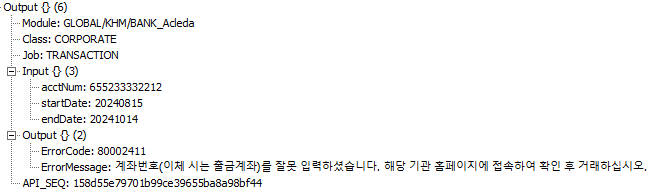 Output {} (6)
Module: GLOBAL/KHM/BANK_Acleda
Class: CORPORATE
Job: TRANSACTION
Input {} (3)
acctNum: 655233332212
startDate: 20240815
endDate: 20241014
Output {} (2)
ErrorCode: 80002411
ErrorMessage: 계좌번호(이체 시는 출금계좌)를 잘못 입력하셨습니다. 해당 기관 홈페이지에 접속하여 확인 후 거래하십시오.
API_SEQ: 158d55e79701b99ce39655ba8a98bf44